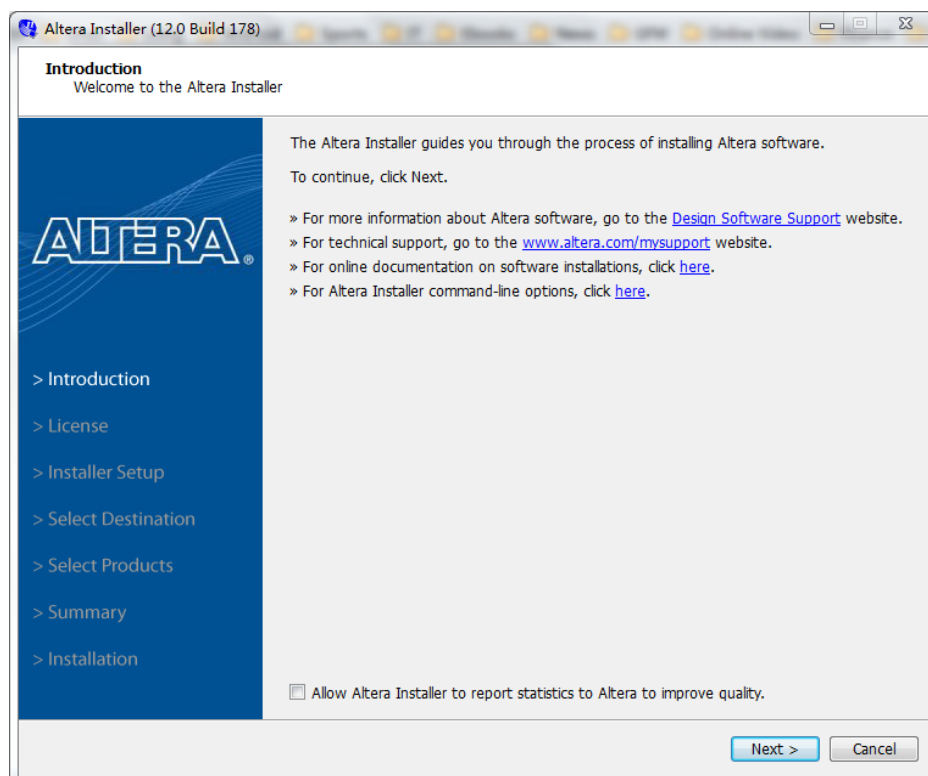 Altera Installer (12.0 Build 178)
Introduction
Welcome to the Altera Installer
The Altera Installer guides you through the process of installing Altera software.
To continue, click Next.
» For more information about Altera software, go to the Design Software Support website.
» For technical support, go to the www.altera.com/mysupport website.
» For online documentation on software installations, click here.
» For Altera Installer command-line options, click here.
ALTERA®
> Introduction
> License
> Installer Setup
> Select Destination
> Select Products
> Summary
> Installation
Allow Altera Installer to report statistics to Altera to improve quality.
Next >
Cancel